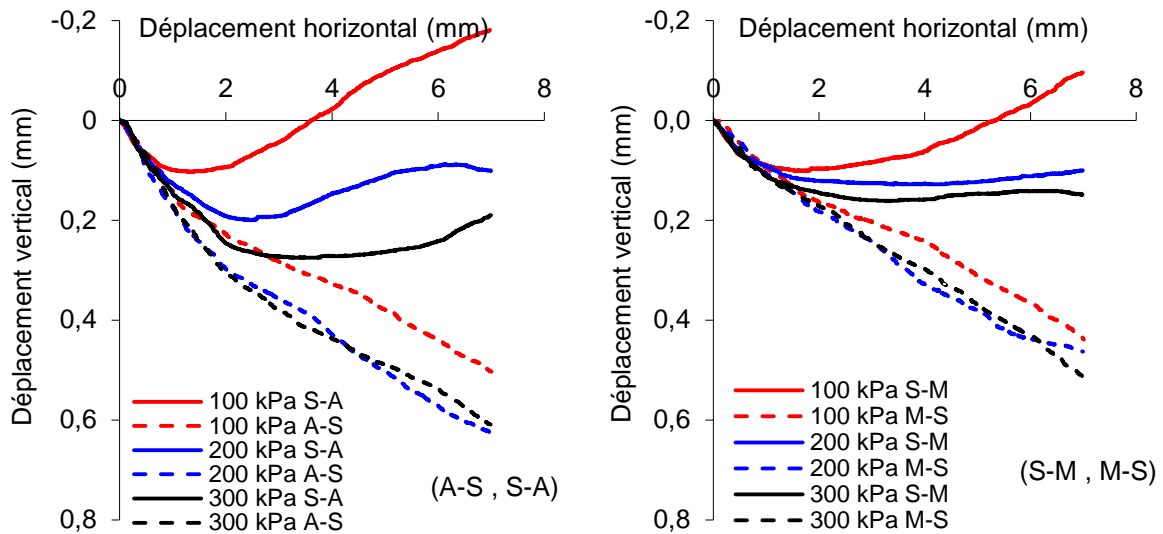 -0,2
Déplacement horizontal (mm)
0 2 4 6 8
0
0,2
0,4
0,6
0,8
Déplacement vertical (mm)
100 kPa S-A
100 kPa A-S
200 kPa S-A
200 kPa A-S
300 kPa S-A
300 kPa A-S
(A-S , S-A)
-0,2
Déplacement horizontal (mm)
0 2 4 6 8
0,0
0,2
0,4
0,6
0,8
Déplacement vertical (mm)
100 kPa S-M
100 kPa M-S
200 kPa S-M
200 kPa M-S
300 kPa S-M
300 kPa M-S
(S-M , M-S)